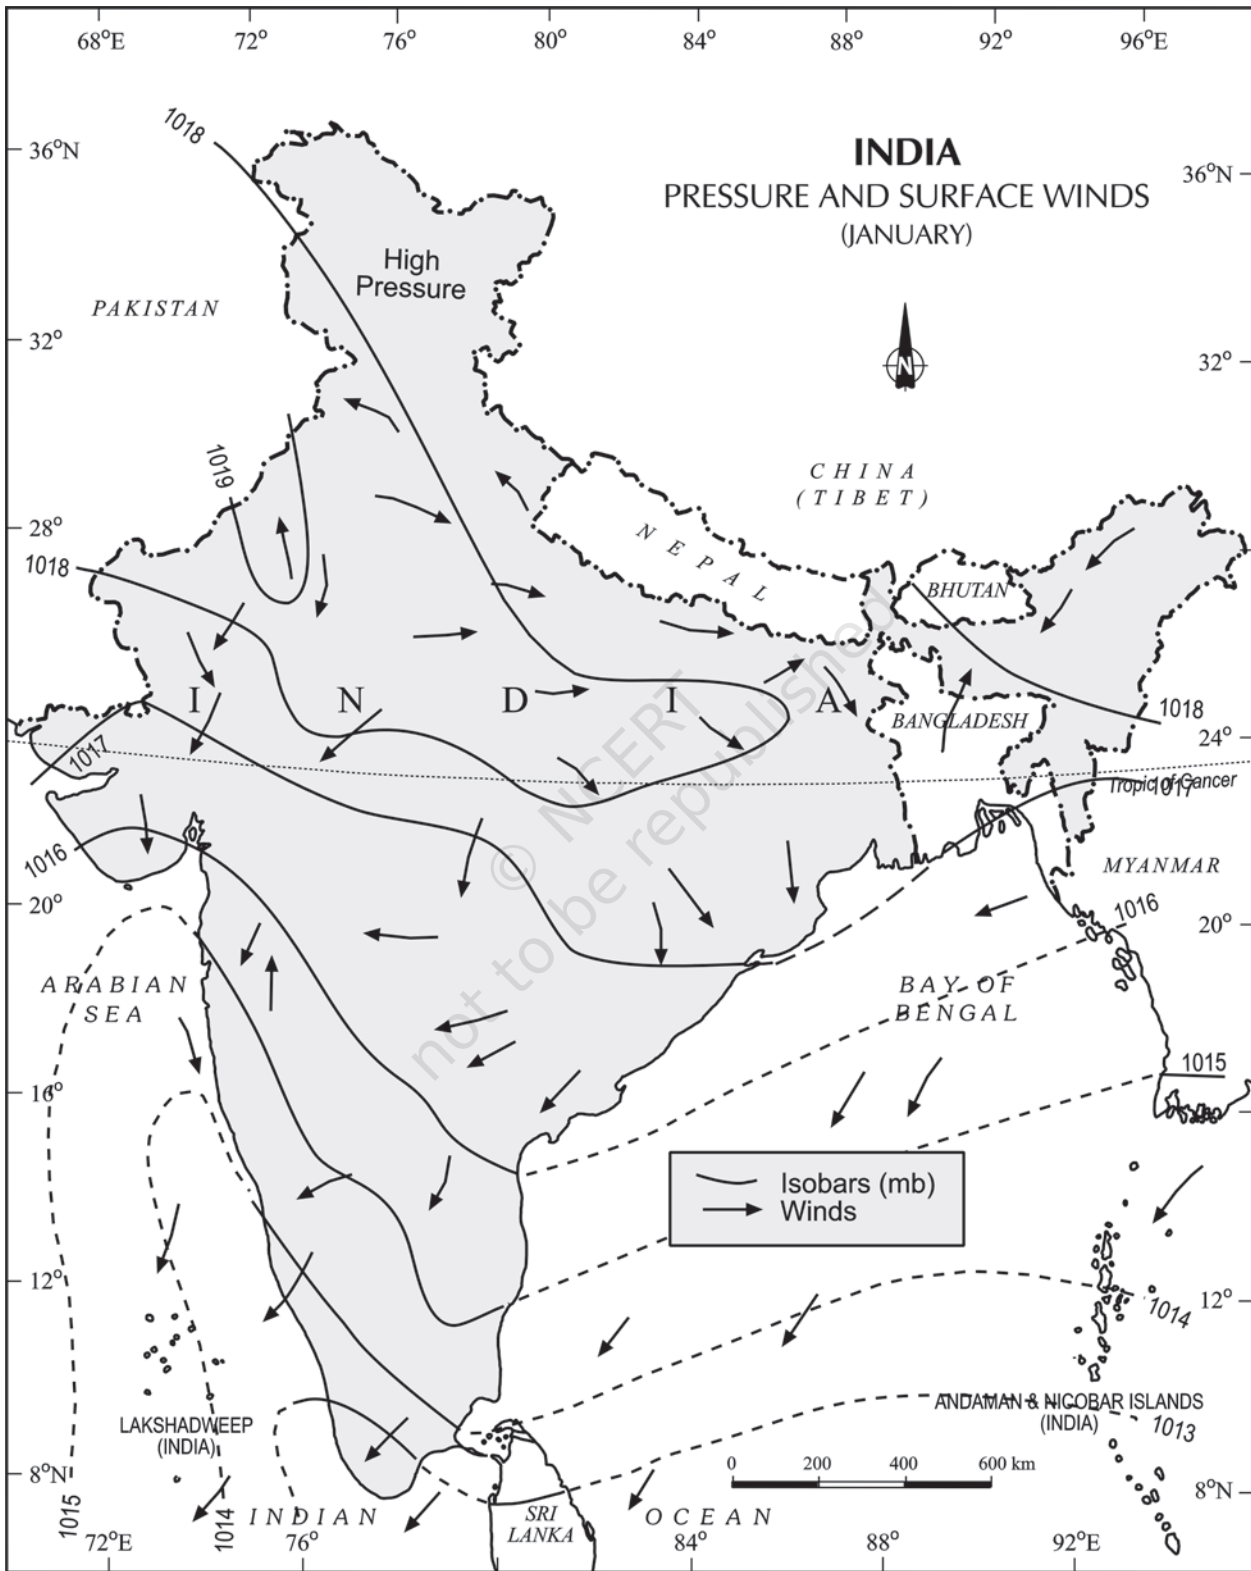 68°E 72° 76° 80° 84° 88° 92° 96°E
1018
36°N
INDIA
PRESSURE AND SURFACE WINDS
(JANUARY)
36°N
High
Pressure
PAKISTAN
32°
32°
N
1019
CHINA
(TIBET)
28°
NEPAL
1018
BHUTAN
I N D I A
BANGLADESH
1018
24°
1017
Tropic of Cancer
1017
© NCERT
not to be republished
1016
MYANMAR
20°
1016
20°
ARABIAN
SEA
BAY OF
BENGAL
1015
16°
Isobars (mb)
Winds
12°
12°
1014
ANDAMAN & NICOBAR ISLANDS
(INDIA)
1013
LAKSHADWEEP
(INDIA)
0 200 400 600 km
8°N
8°N
1015
1014
INDIAN
SRI
LANKA
OCEAN
72°E 76° 80° 84° 88° 92°E